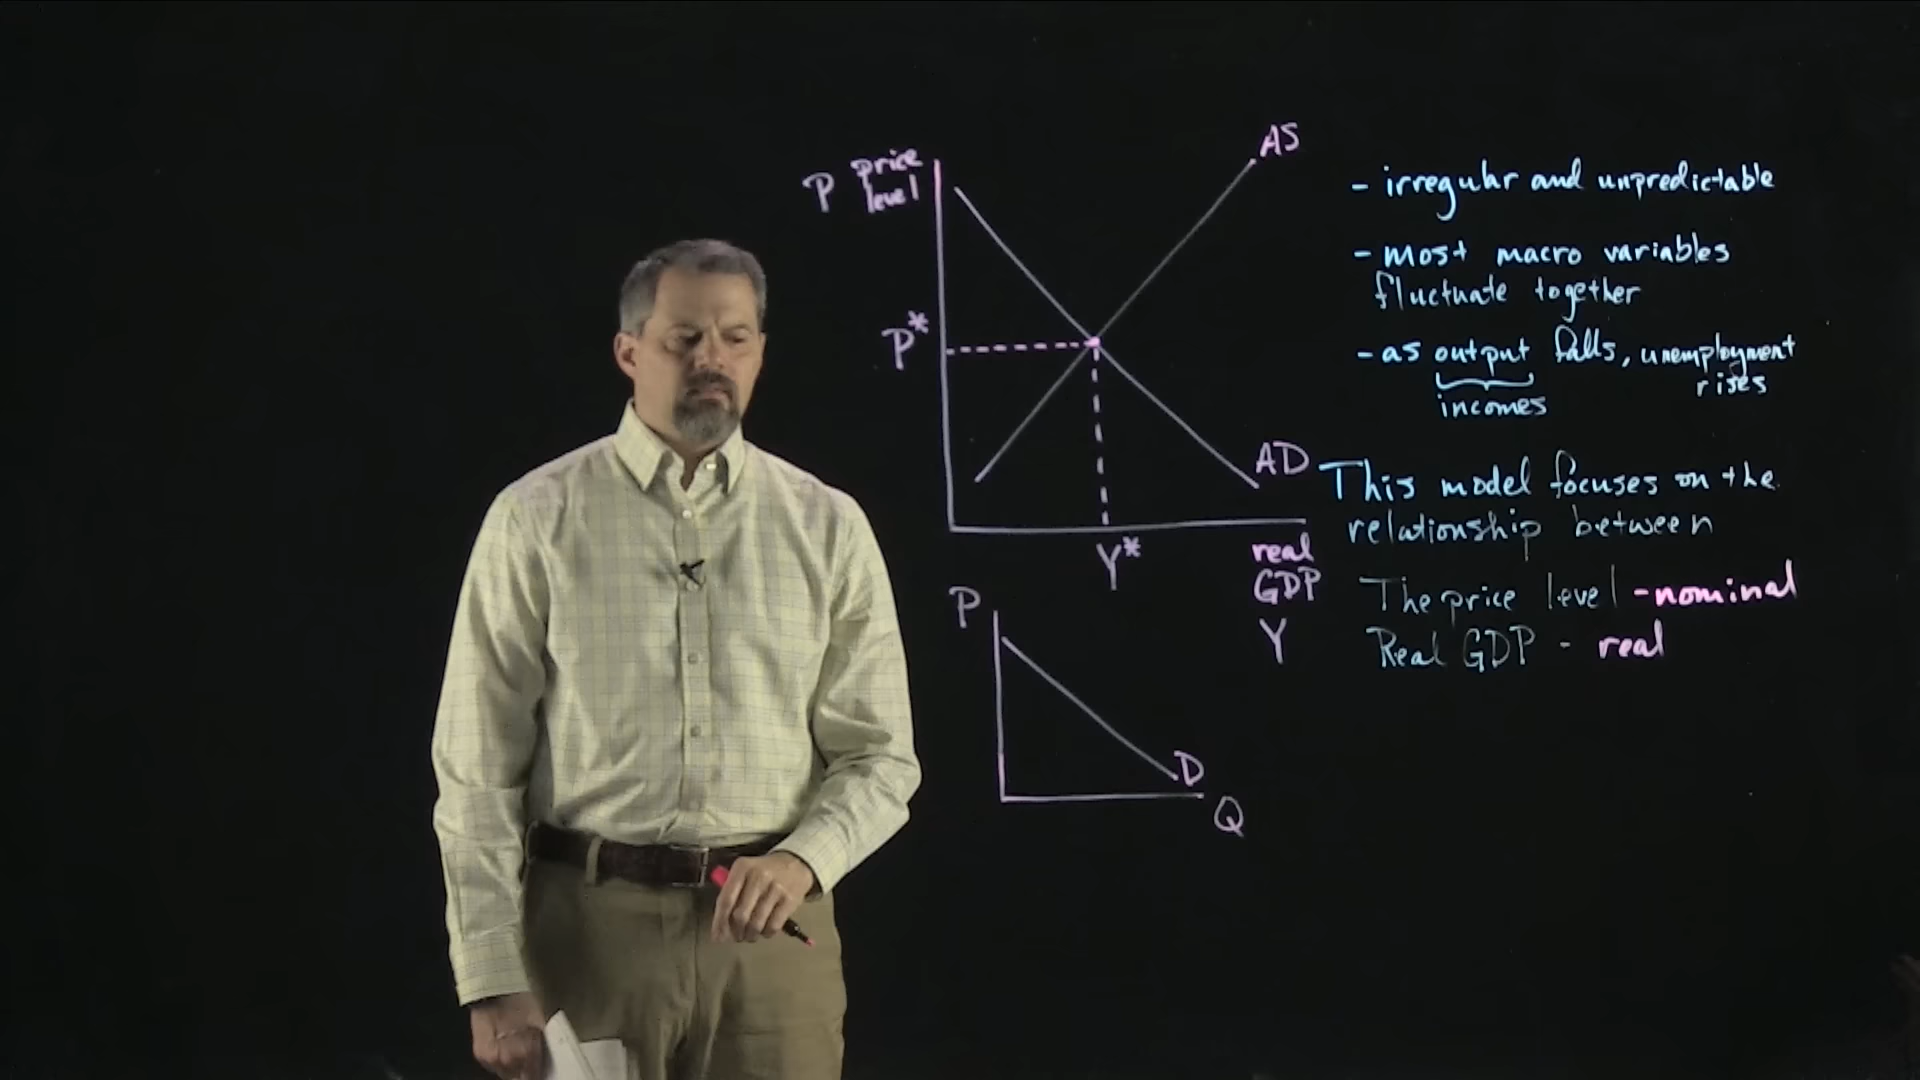 AS
P price
level
P*
AD
Y*
real
GDP
Y
P
D
Q
- irregular and unpredictable
- most macro variables
fluctuate together
- as output falls, unemployment
rises
incomes
This model focuses on the
relationship between
The price level - nominal
Real GDP - real